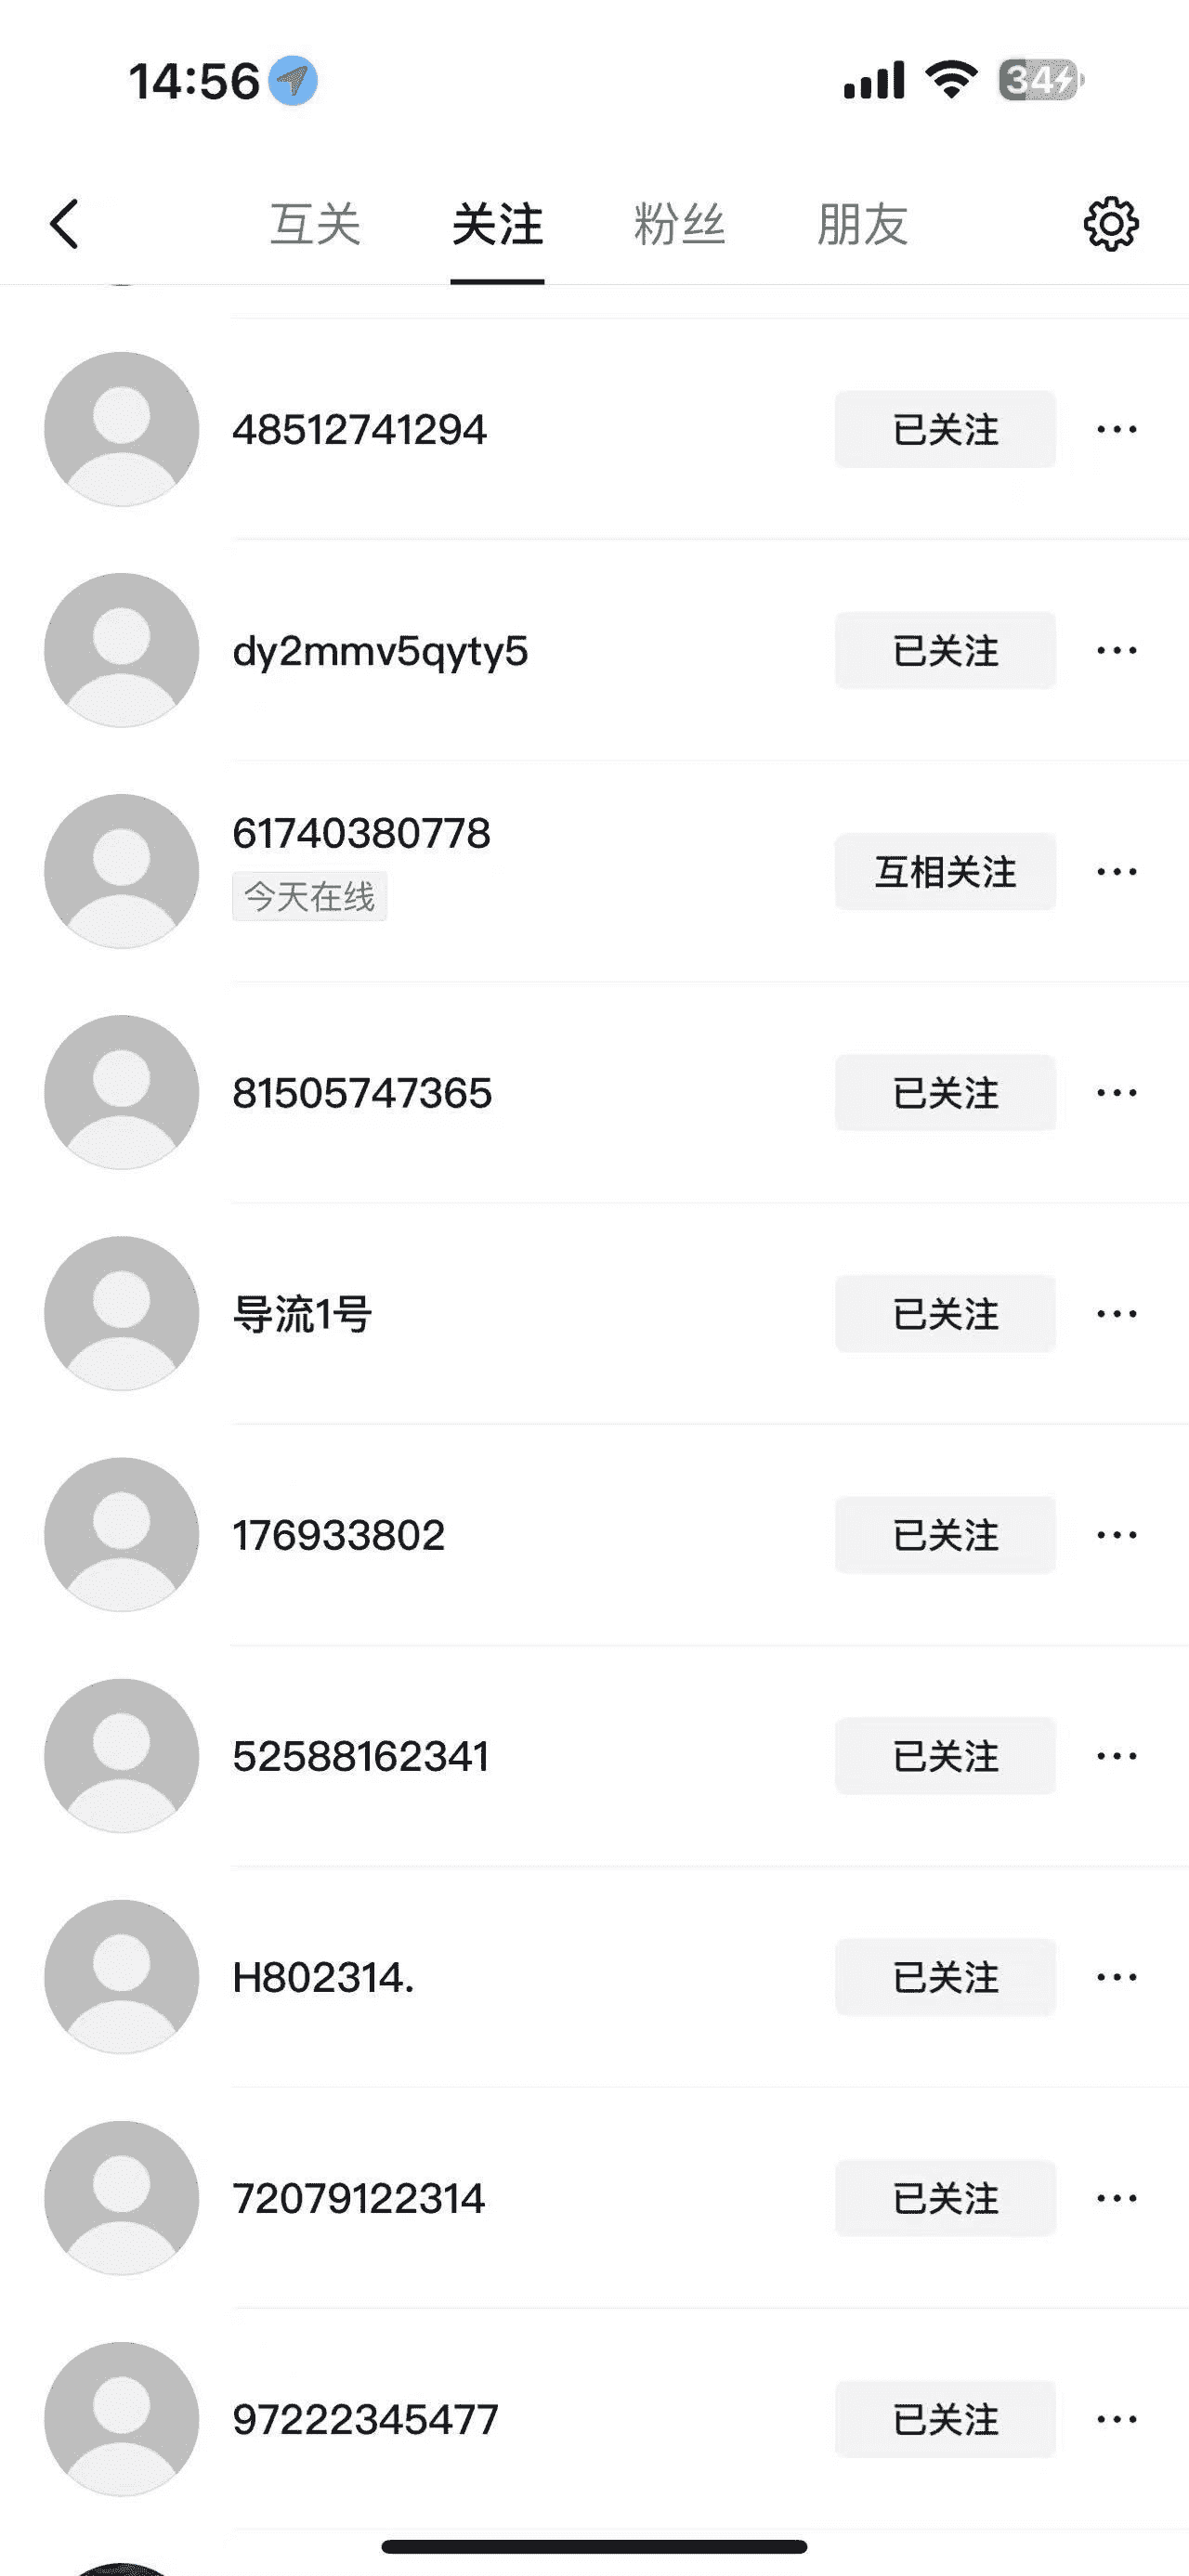 14:56
34
互关 关注 粉丝 朋友
48512741294 已关注
dy2mmv5qyty5 已关注
61740380778
今天在线
互相关注
81505747365 已关注
导流1号 已关注
176933802 已关注
52588162341 已关注
H802314. 已关注
72079122314 已关注
97222345477 已关注